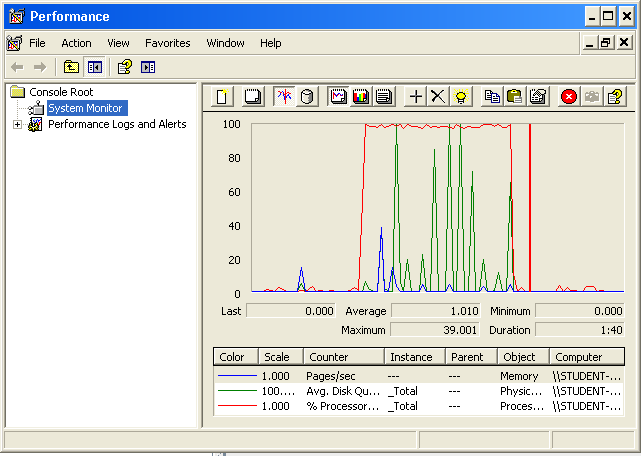 Performance
File Action View Favorites Window Help
Console Root
System Monitor
Performance Logs and Alerts
100
80
60
40
20
0
Last 0.000 Average 1.010 Minimum 0.000
Maximum 39.001 Duration 1:40
Color Scale Counter Instance Parent Object Computer
1.000 Pages/sec --- --- Memory \\STUDENT-...
100.... Avg. Disk Qu... _Total --- Physic... \\STUDENT-...
1.000 % Processor... _Total --- Proces... \\STUDENT-...